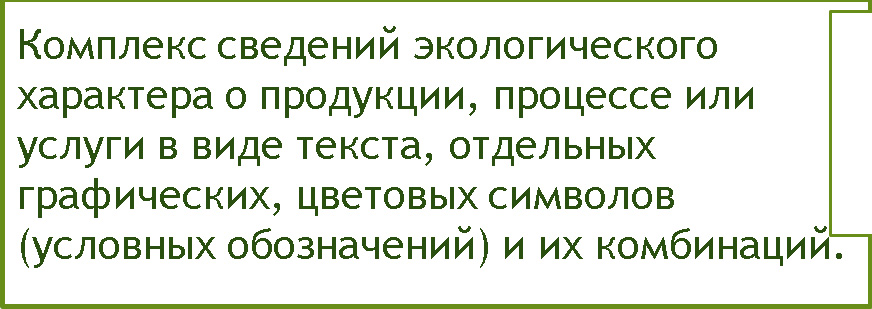 Комплекс сведений экологического
характера о продукции, процессе или
услуги в виде текста, отдельных
графических, цветовых символов
(условных обозначений) и их комбинаций.